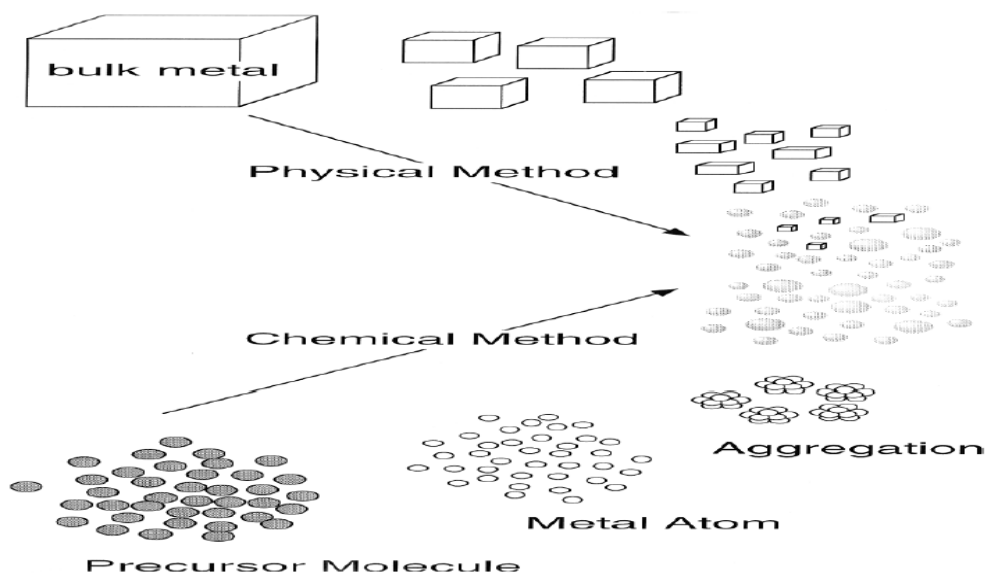 bulk metal
Physical Method
Chemical Method
Aggregation
Metal Atom
Precursor Molecule